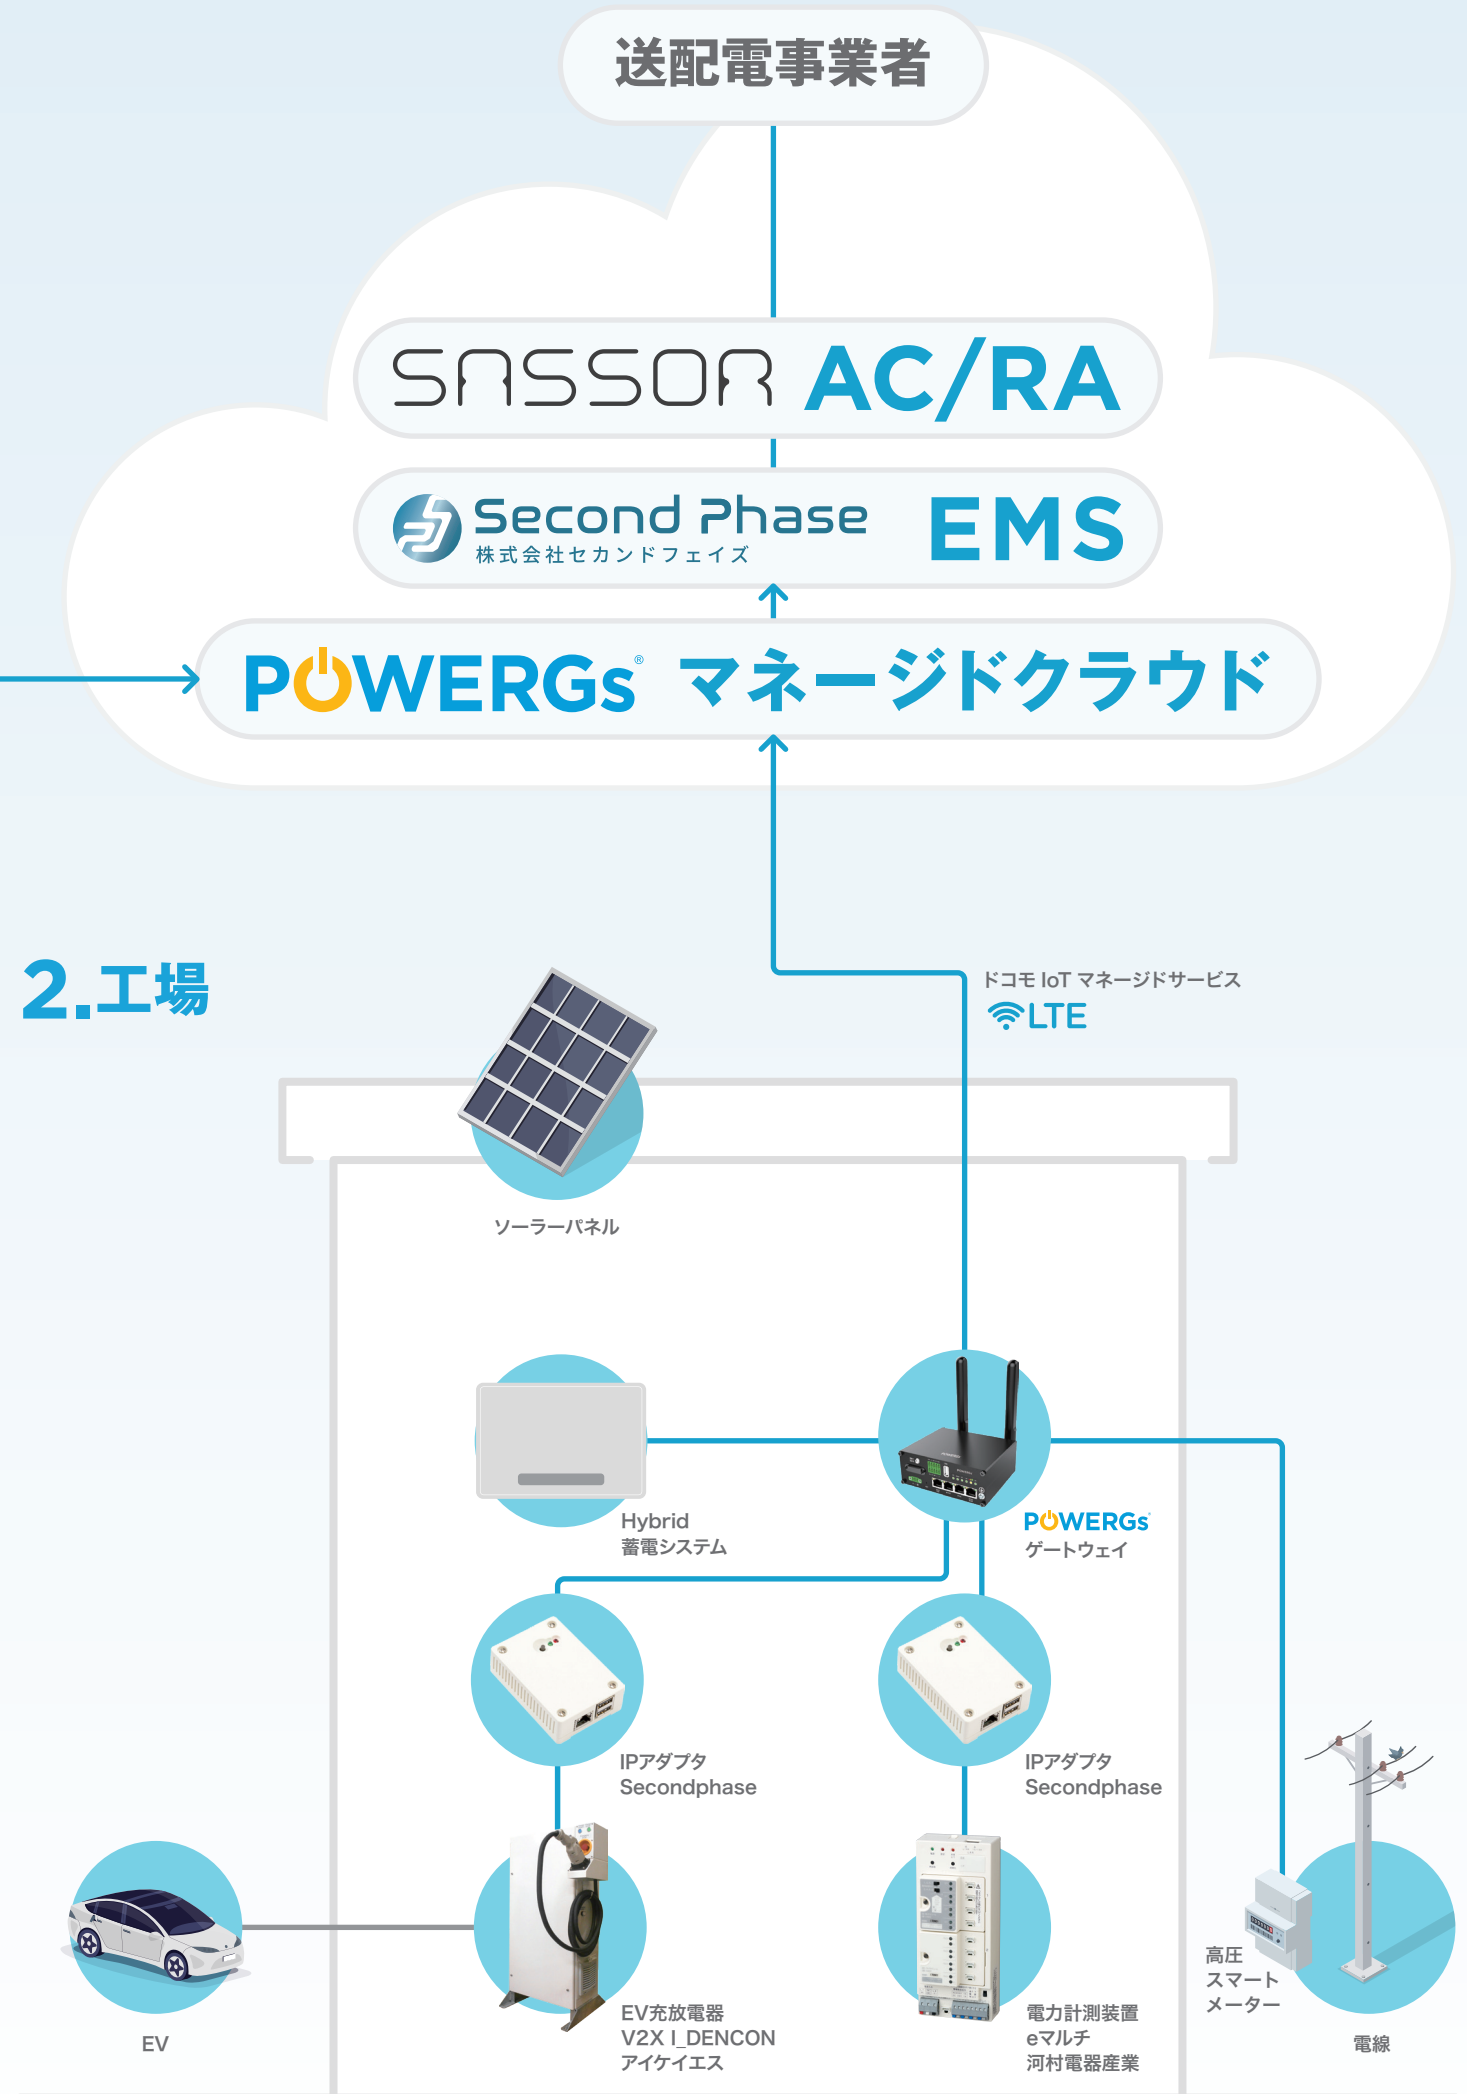 送配電事業者
SASSOR AC/RA
Second Phase EMS
株式会社セカンドフェイズ
POWERGs® マネージドクラウド
2.工場
ドコモ IoT マネージドサービス
LTE
ソーラーパネル
Hybrid
蓄電システム
POWERGs
ゲートウェイ
IPアダプタ
Secondphase
IPアダプタ
Secondphase
EV
EV充放電器
V2X I_DENCON
アイケイエス
電力計測装置
eマルチ
河村電器産業
高圧
スマート
メーター
電線